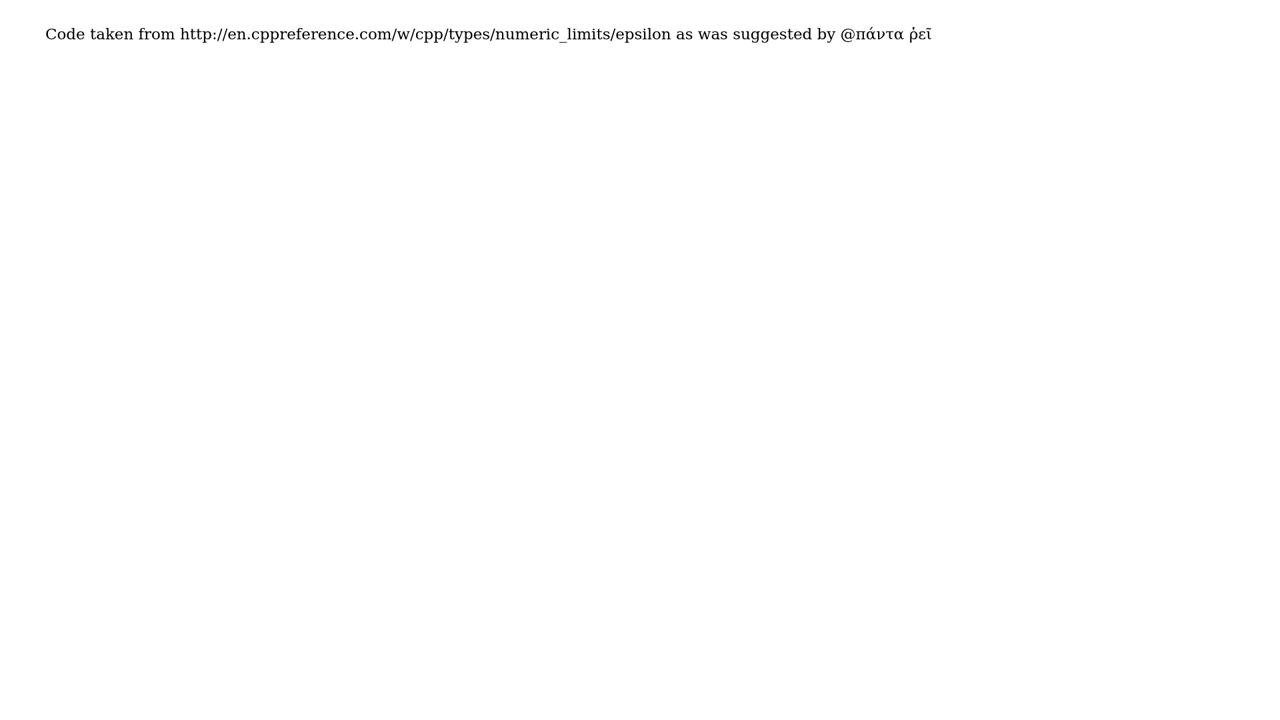 Code taken from http://en.cppreference.com/w/cpp/types/numeric_limits/epsilon as was suggested by @πάντα ῥεῖ